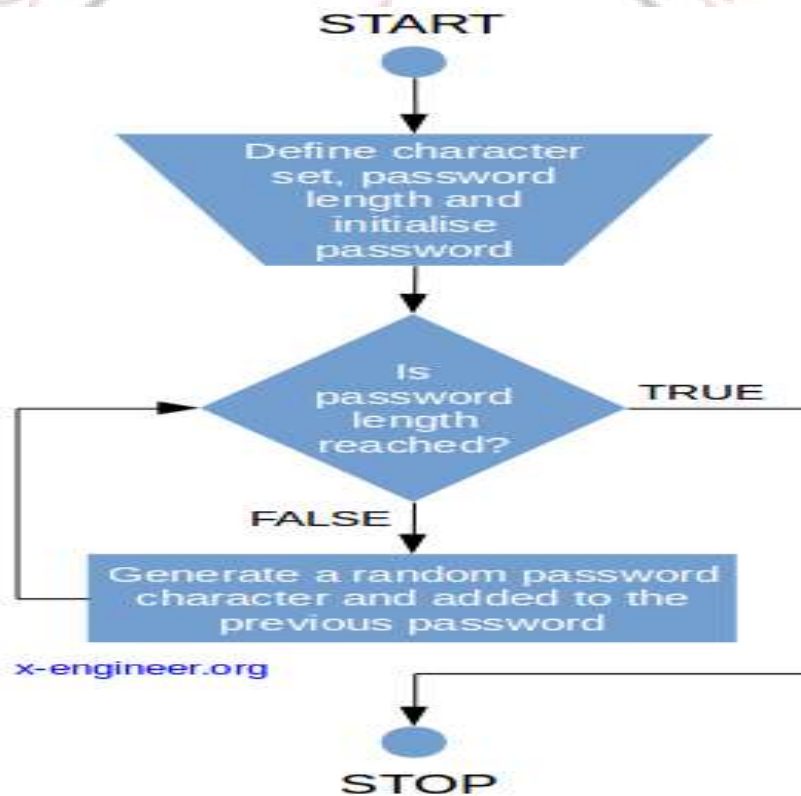 START
Define character
set, password
length and
initialise
password
Is
password
length
reached?
TRUE
FALSE
Generate a random password
character and added to the
previous password
x-engineer.org
STOP